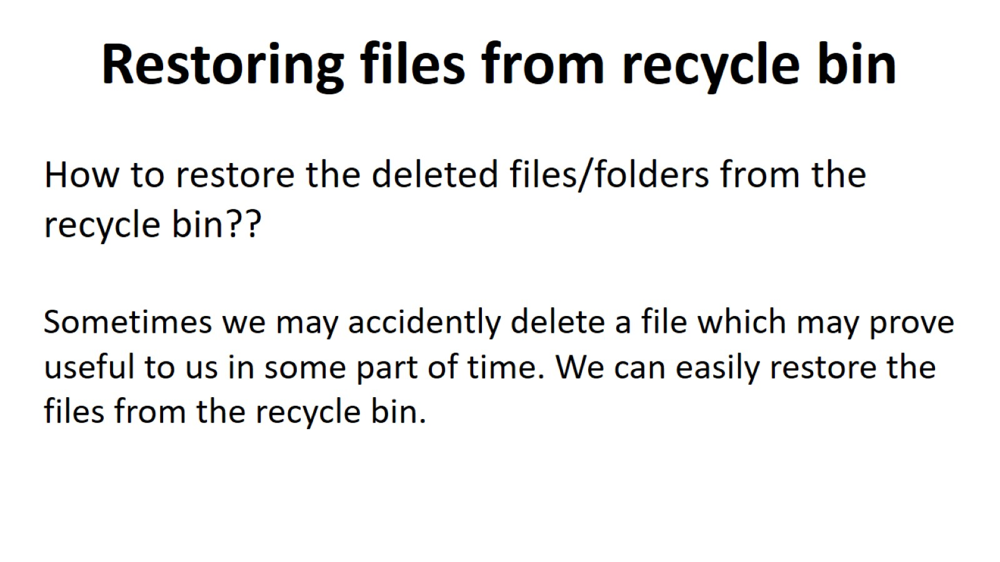 Restoring files from recycle bin
How to restore the deleted files/folders from the
recycle bin??
Sometimes we may accidently delete a file which may prove
useful to us in some part of time. We can easily restore the
files from the recycle bin.